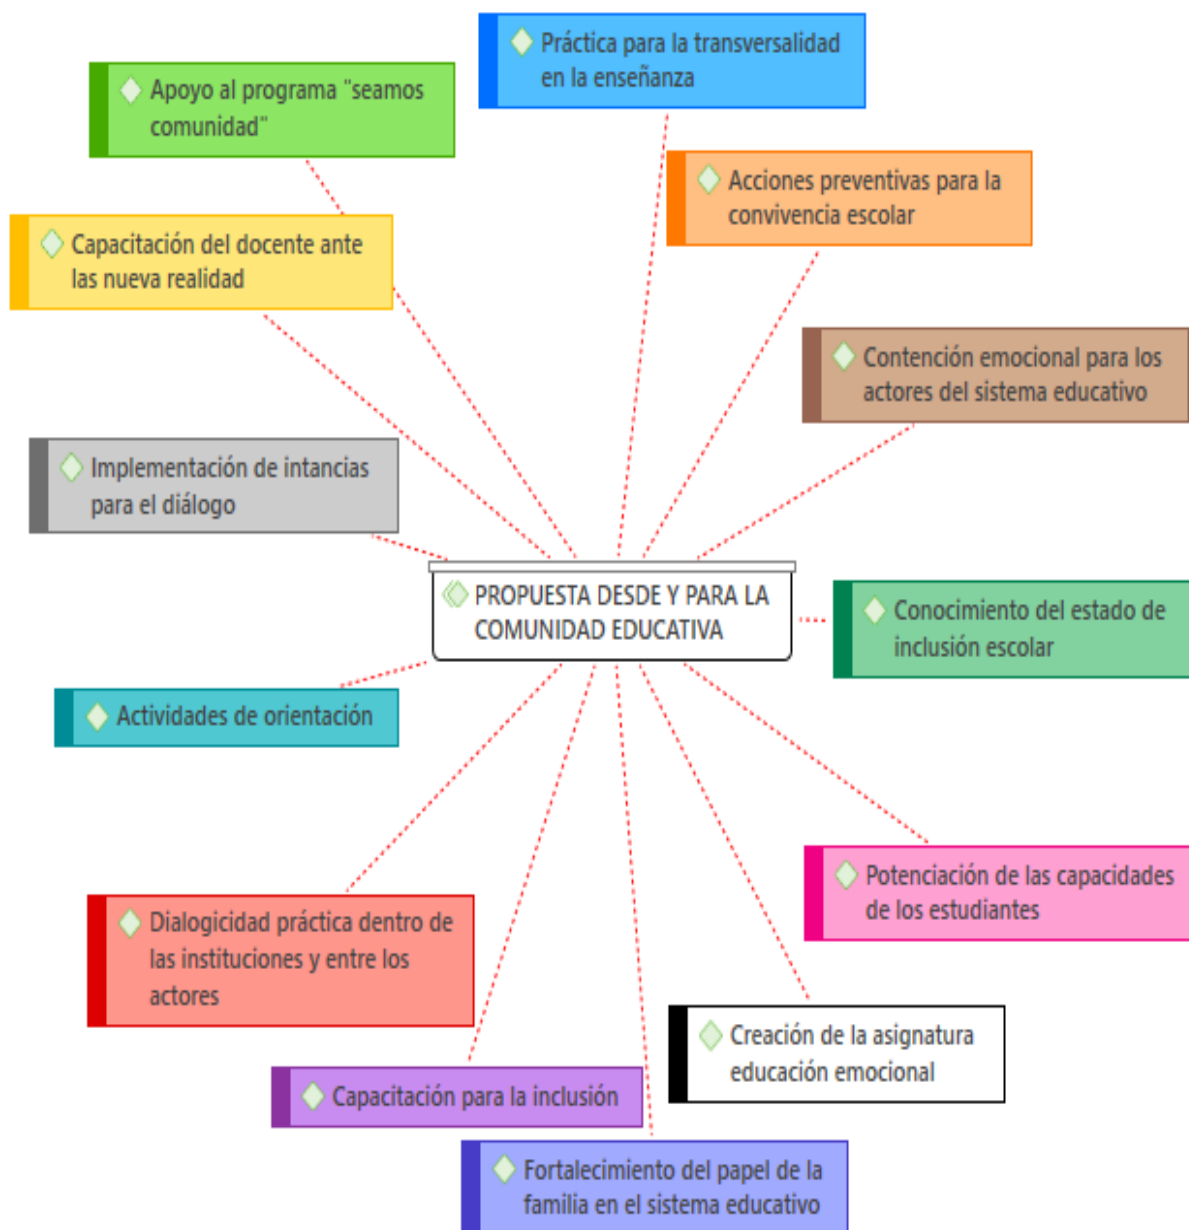 Práctica para la transversalidad
en la enseñanza
Apoyo al programa "seamos
comunidad"
Acciones preventivas para la
convivencia escolar
Capacitación del docente ante
las nueva realidad
Contención emocional para los
actores del sistema educativo
Implementación de intancias
para el diálogo
PROPUESTA DESDE Y PARA LA
COMUNIDAD EDUCATIVA
Conocimiento del estado de
inclusión escolar
Actividades de orientación
Potenciación de las capacidades
de los estudiantes
Dialogicidad práctica dentro de
las instituciones y entre los
actores
Creación de la asignatura
educación emocional
Capacitación para la inclusión
Fortalecimiento del papel de la
familia en el sistema educativo